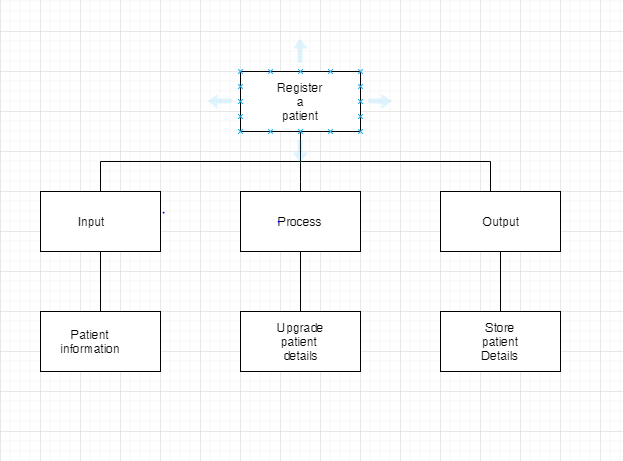 Register
a
patient
Input
Process
Output
Patient
information
Upgrade
patient
details
Store
patient
Details